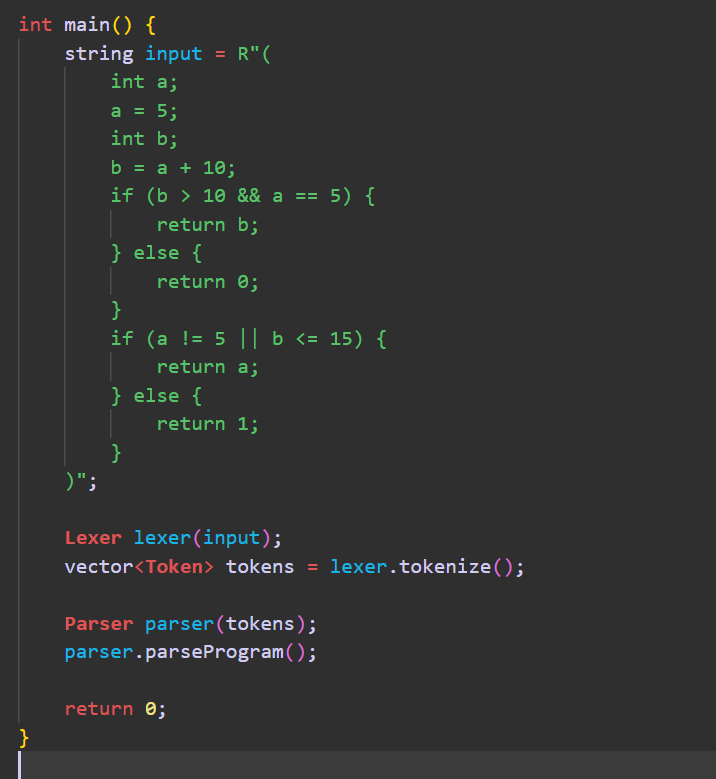 int main() {
    string input = R"(
        int a;
        a = 5;
        int b;
        b = a + 10;
        if (b > 10 && a == 5) {
            return b;
        } else {
            return 0;
        }
        if (a != 5 || b <= 15) {
            return a;
        } else {
            return 1;
        }
    )";

    Lexer lexer(input);
    vector<Token> tokens = lexer.tokenize();

    Parser parser(tokens);
    parser.parseProgram();

    return 0;
}